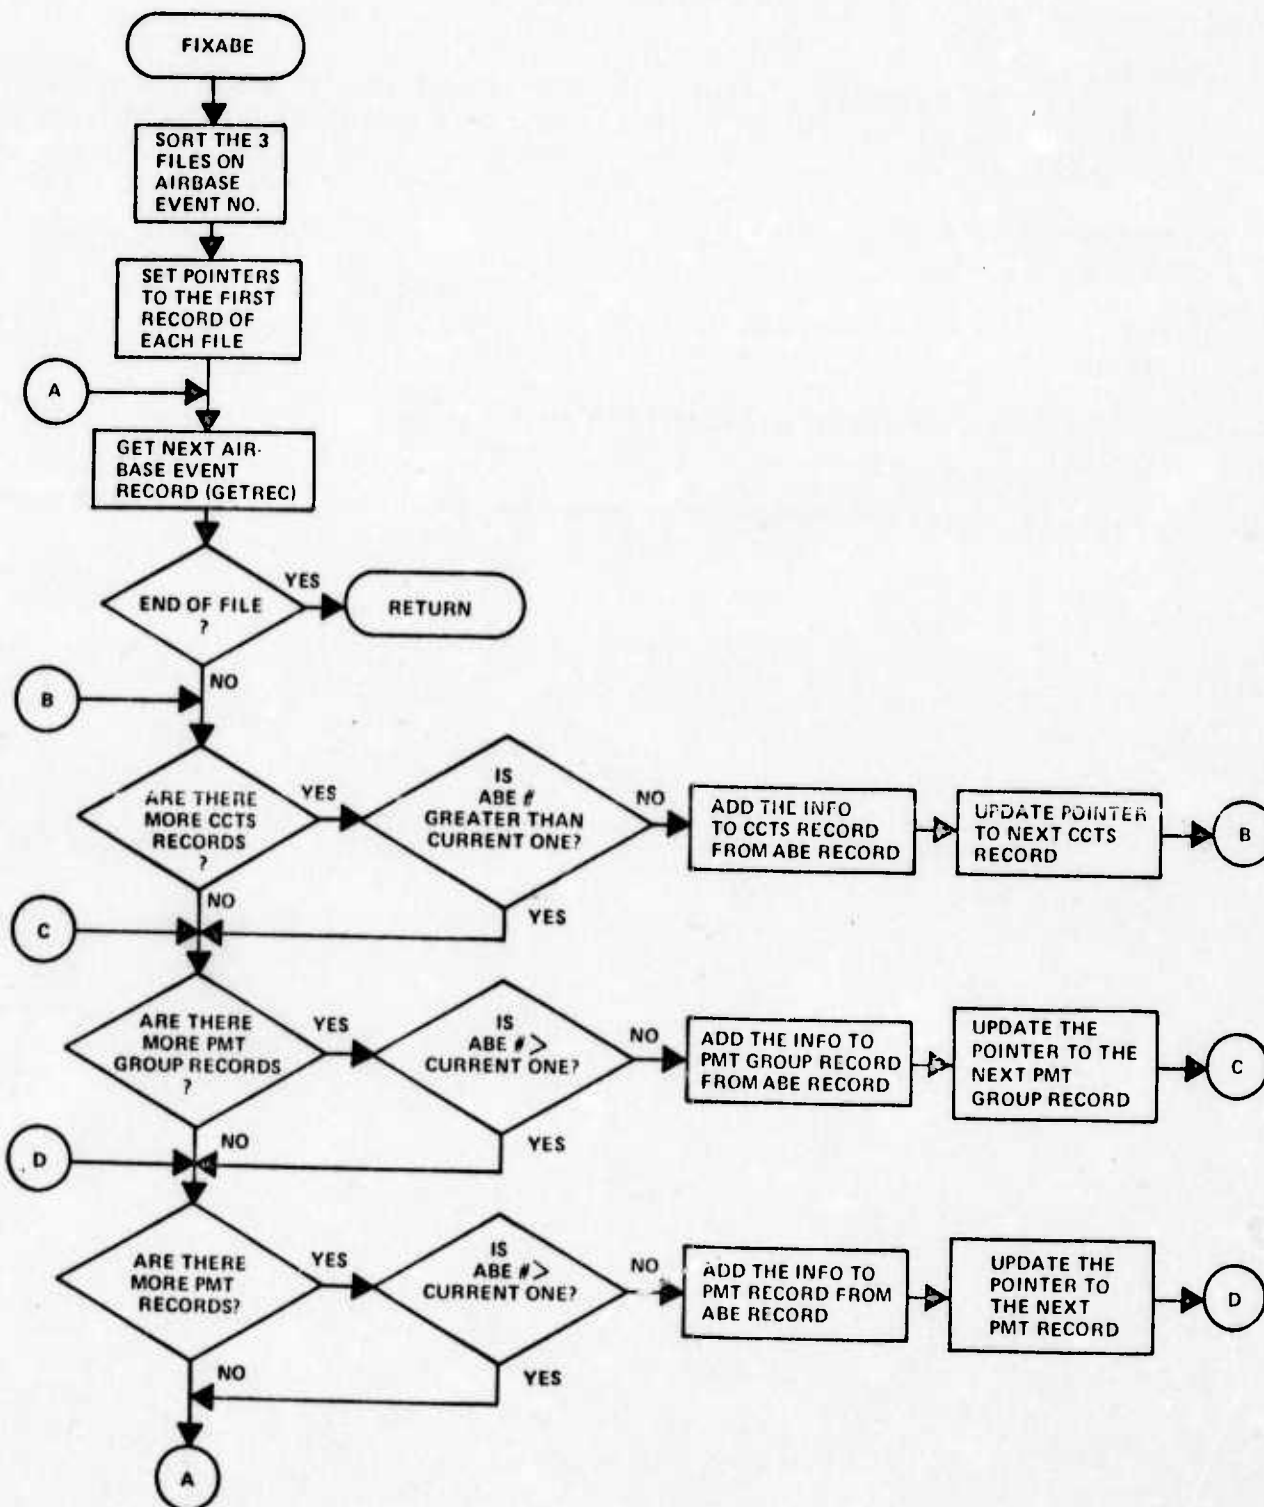 FIXABE
SORT THE 3
FILES ON
AIRBASE
EVENT NO.
SET POINTERS
TO THE FIRST
RECORD OF
EACH FILE
A
GET NEXT AIR-
BASE EVENT
RECORD (GETREC)
END OF FILE
?
YES
RETURN
NO
B
ARE THERE
MORE CCTS
RECORDS
?
YES
IS
ABE #
GREATER THAN
CURRENT ONE?
NO
ADD THE INFO
TO CCTS RECORD
FROM ABE RECORD
UPDATE POINTER
TO NEXT CCTS
RECORD
B
NO
YES
C
ARE THERE
MORE PMT
GROUP RECORDS
?
YES
IS
ABE # >
CURRENT ONE?
NO
ADD THE INFO TO
PMT GROUP RECORD
FROM ABE RECORD
UPDATE THE
POINTER TO THE
NEXT PMT
GROUP RECORD
C
NO
YES
D
ARE THERE
MORE PMT
RECORDS?
YES
IS
ABE # >
CURRENT ONE?
NO
ADD THE INFO TO
PMT RECORD FROM
ABE RECORD
UPDATE THE
POINTER TO
THE NEXT
PMT RECORD
D
NO
YES
A